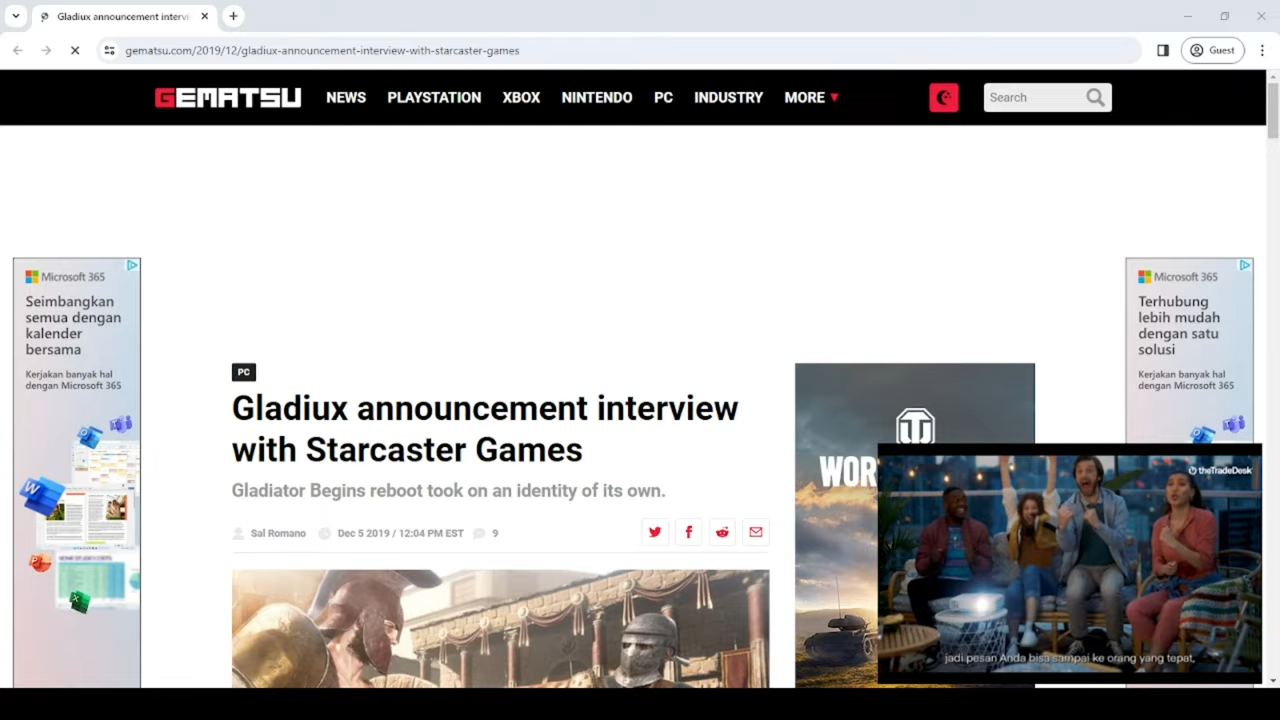 Gladiux announcement intervi
gematsu.com/2019/12/gladiux-announcement-interview-with-starcaster-games
Guest
GEMATSU
NEWS
PLAYSTATION
XBOX
NINTENDO
PC
INDUSTRY
MORE
Search
Microsoft 365
Seimbangkan
semua dengan
kalender
bersama
Kerjakan banyak hal
dengan Microsoft 365
PC
Gladiux announcement interview
with Starcaster Games
Gladiator Begins reboot took on an identity of its own.
Sal Romano
Dec 5 2019 / 12:04 PM EST
9
WOR
Microsoft 365
Terhubung
lebih mudah
dengan satu
solusi
Kerjakan banyak hal
dengan Microsoft 365
theTradeDesk
jadi pesan Anda bisa sampai ke orang yang tepat,